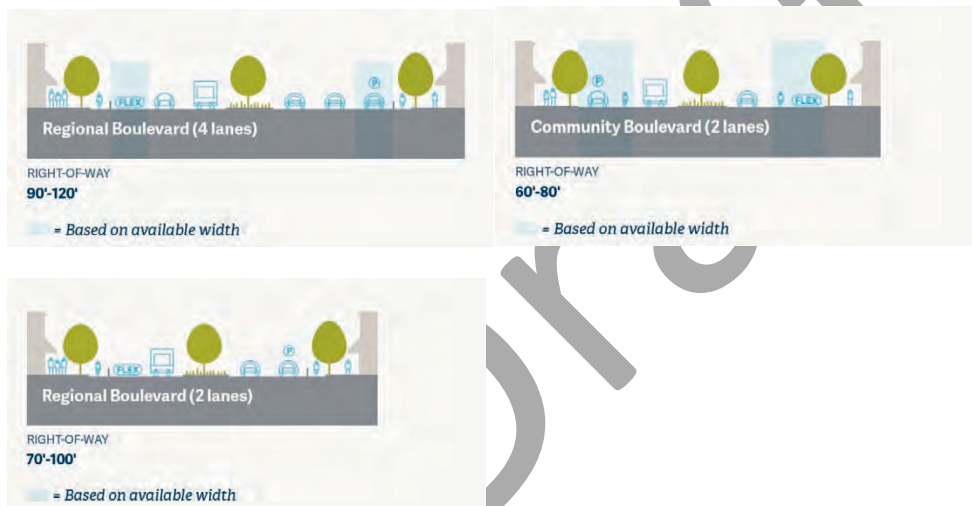 FLEX
P
Regional Boulevard (4 lanes)
RIGHT-OF-WAY
90'-120'
= Based on available width
P
FLEX
Community Boulevard (2 lanes)
RIGHT-OF-WAY
60'-80'
= Based on available width
FLEX
P
Regional Boulevard (2 lanes)
RIGHT-OF-WAY
70'-100'
= Based on available width